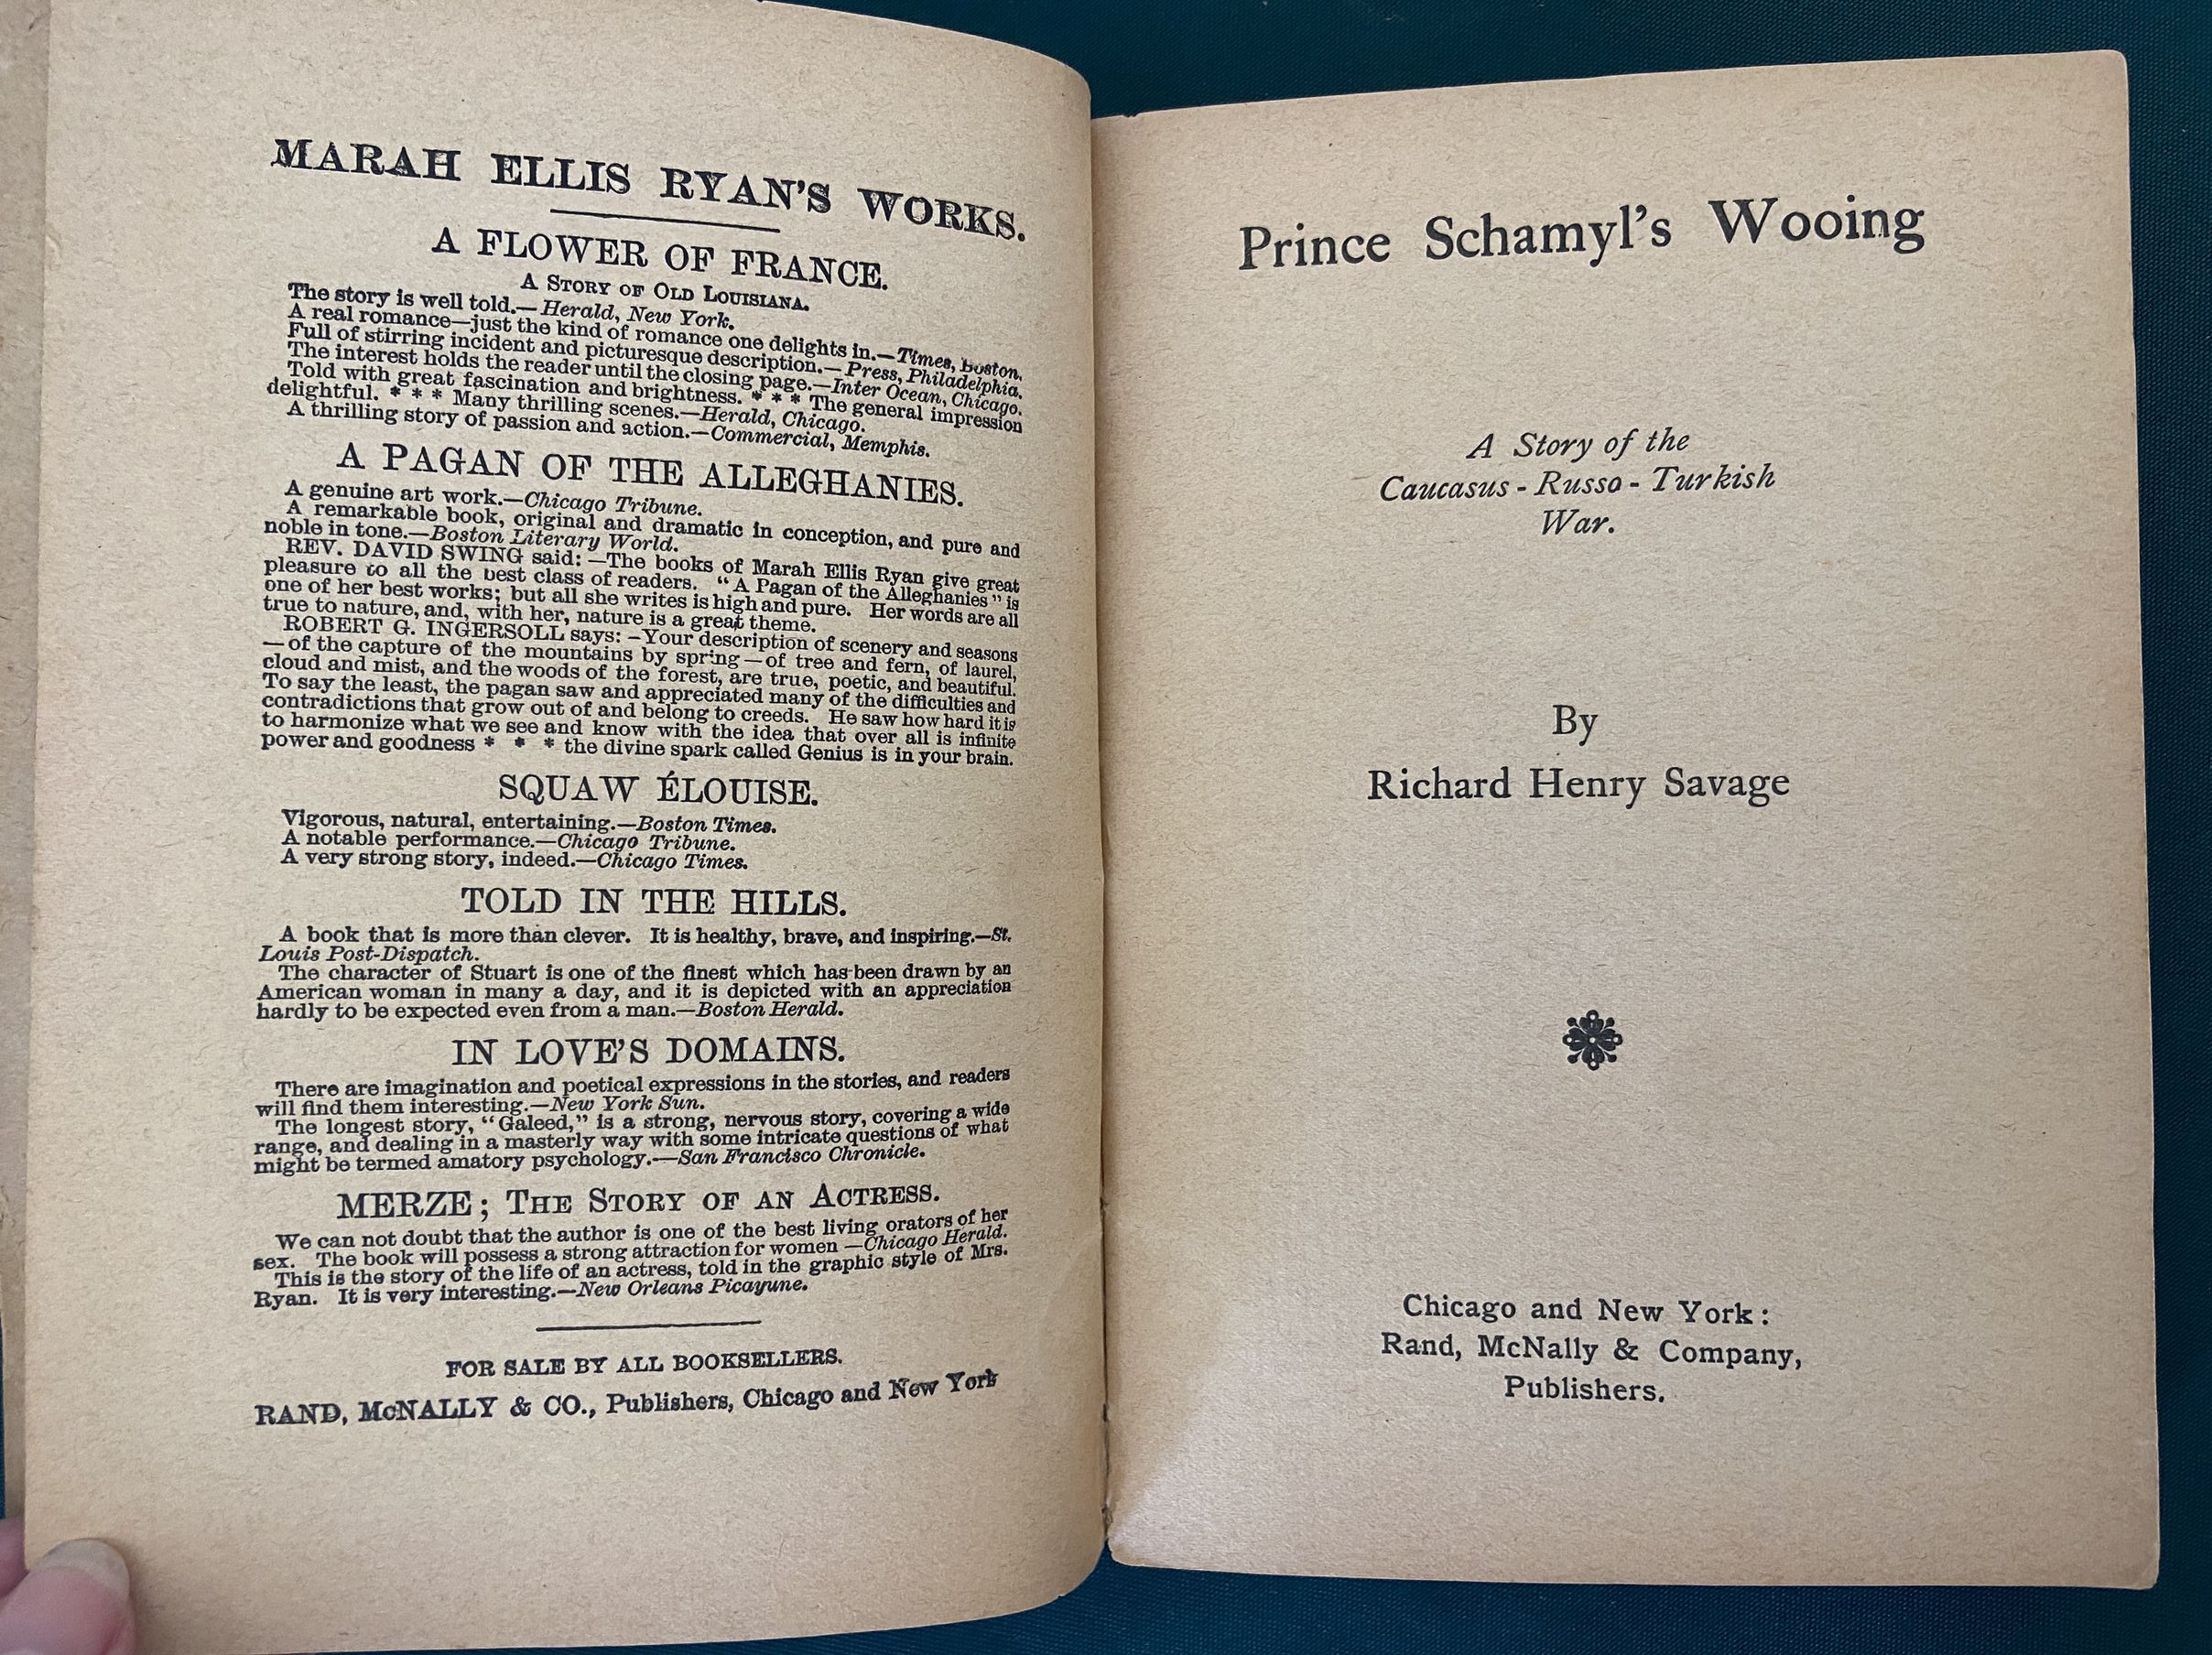 MARAH ELLIS RYAN'S WORKS.
A FLOWER OF FRANCE.
A STORY OF OLD LOUISIANA.
The story is well told.—Herald, New York.
A real romance—just the kind of romance one delights in.—Times, Boston.
Full of stirring incident and picturesque description.—Press, Philadelphia.
The interest holds the reader until the closing page.—Inter Ocean, Chicago.
Told with great fascination and brightness. * * * The general impression
delightful. * * * Many thrilling scenes.—Herald, Chicago.
A thrilling story of passion and action.—Commercial, Memphis.
A PAGAN OF THE ALLEGHANIES.
A genuine art work.—Chicago Tribune.
A remarkable book, original and dramatic in conception, and pure and
noble in tone.—Boston Literary World.
REV. DAVID SWING said:—The books of Marah Ellis Ryan give great
pleasure to all the best class of readers. "A Pagan of the Alleghanies" is
one of her best works; but all she writes is high and pure. Her words are all
true to nature, and, with her, nature is a great theme.
ROBERT G. INGERSOLL says:—Your description of scenery and seasons
—of the capture of the mountains by spring—of tree and fern, of laurel,
cloud and mist, and the woods of the forest, are true, poetic, and beautiful.
To say the least, the pagan saw and appreciated many of the difficulties and
contradictions that grow out of and belong to creeds. He saw how hard it is
to harmonize what we see and know with the idea that over all is infinite
power and goodness * * * the divine spark called Genius is in your brain.
SQUAW ÉLOUISE.
Vigorous, natural, entertaining.—Boston Times.
A notable performance.—Chicago Tribune.
A very strong story, indeed.—Chicago Times.
TOLD IN THE HILLS.
A book that is more than clever. It is healthy, brave, and inspiring.—St.
Louis Post-Dispatch.
The character of Stuart is one of the finest which has been drawn by an
American woman in many a day, and it is depicted with an appreciation
hardly to be expected even from a man.—Boston Herald.
IN LOVE'S DOMAINS.
There are imagination and poetical expressions in the stories, and readers
will find them interesting.—New York Sun.
The longest story, "Galeed," is a strong, nervous story, covering a wide
range, and dealing in a masterly way with some intricate questions of what
might be termed amatory psychology.—San Francisco Chronicle.
MERZE; THE STORY OF AN ACTRESS.
We can not doubt that the author is one of the best living orators of her
sex. The book will possess a strong attraction for women —Chicago Herald.
This is the story of the life of an actress, told in the graphic style of Mrs.
Ryan. It is very interesting.—New Orleans Picayune.
FOR SALE BY ALL BOOKSELLERS.
RAND, McNALLY & CO., Publishers, Chicago and New York
Prince Schamyl's Wooing
A Story of the
Caucasus - Russo - Turkish
War.
By
Richard Henry Savage
Chicago and New York:
Rand, McNally & Company,
Publishers.